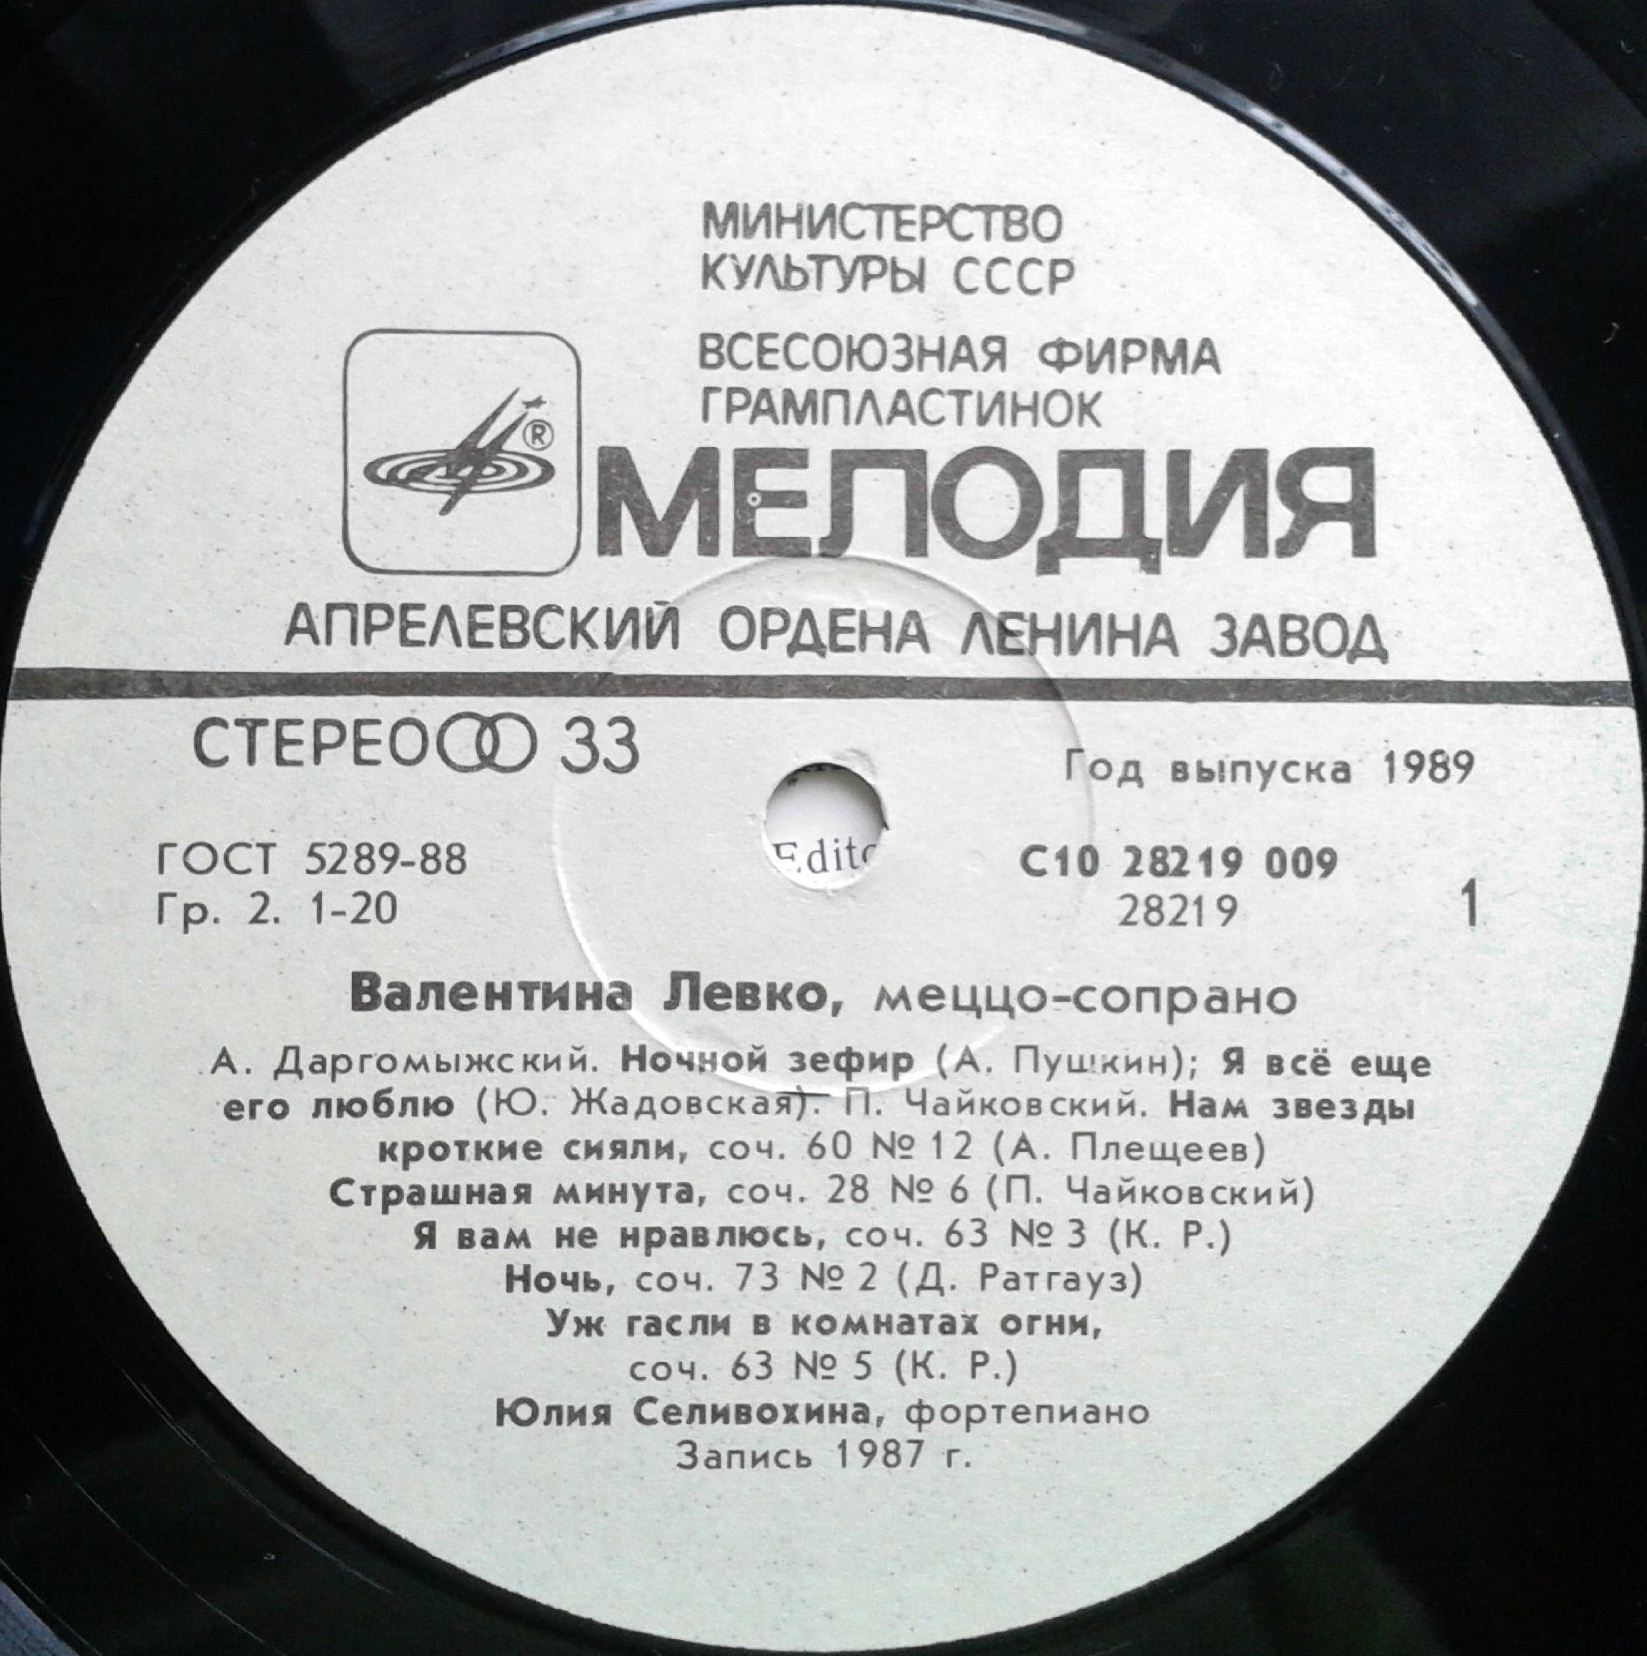 МИНИСТЕРСТВО
КУЛЬТУРЫ СССР
ВСЕСОЮЗНАЯ ФИРМА
ГРАМПЛАСТИНОК
®
МЕЛОДИЯ
АПРЕЛЕВСКИЙ ОРДЕНА ЛЕНИНА ЗАВОД
СТЕРЕО 33
Год выпуска 1989
ГОСТ 5289-88
Гр. 2. 1-20
С10 28219 009
28219
1
Валентина Левко, меццо-сопрано
А. Даргомыжский. Ночной зефир (А. Пушкин); Я всё еще
его люблю (Ю. Жадовская). П. Чайковский. Нам звезды
кроткие сияли, соч. 60 № 12 (А. Плещеев)
Страшная минута, соч. 28 № 6 (П. Чайковский)
Я вам не нравлюсь, соч. 63 № 3 (К. Р.)
Ночь, соч. 73 № 2 (Д. Ратгауз)
Уж гасли в комнатах огни,
соч. 63 № 5 (К. Р.)
Юлия Селивохина, фортепиано
Запись 1987 г.